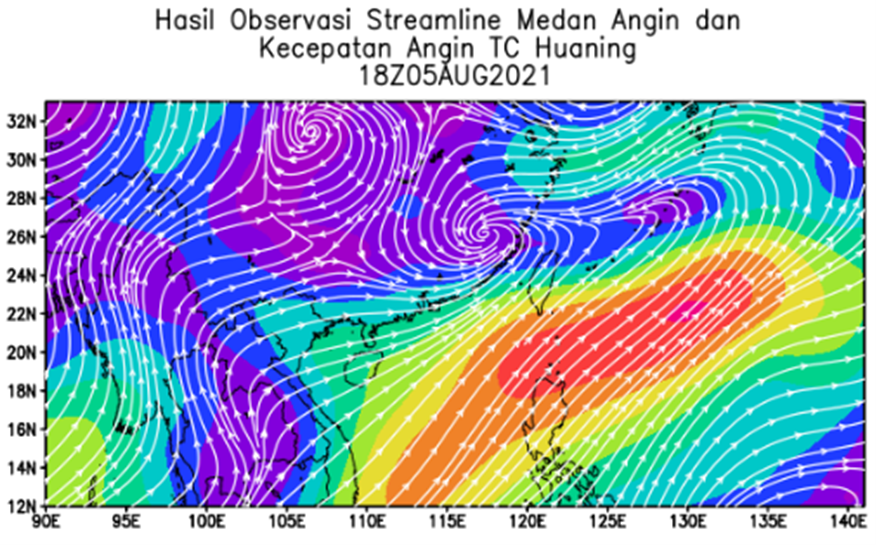 Hasil Observasi Streamline Medan Angin dan
Kecepatan Angin TC Huaning
18Z05AUG2021
32N
30N
28N
26N
24N
22N
20N
18N
16N
14N
12N
90E 95E 100E 105E 110E 115E 120E 125E 130E 135E 140E